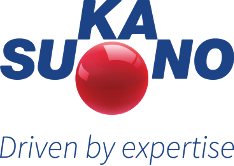 KA
SU NO
Driven by expertise